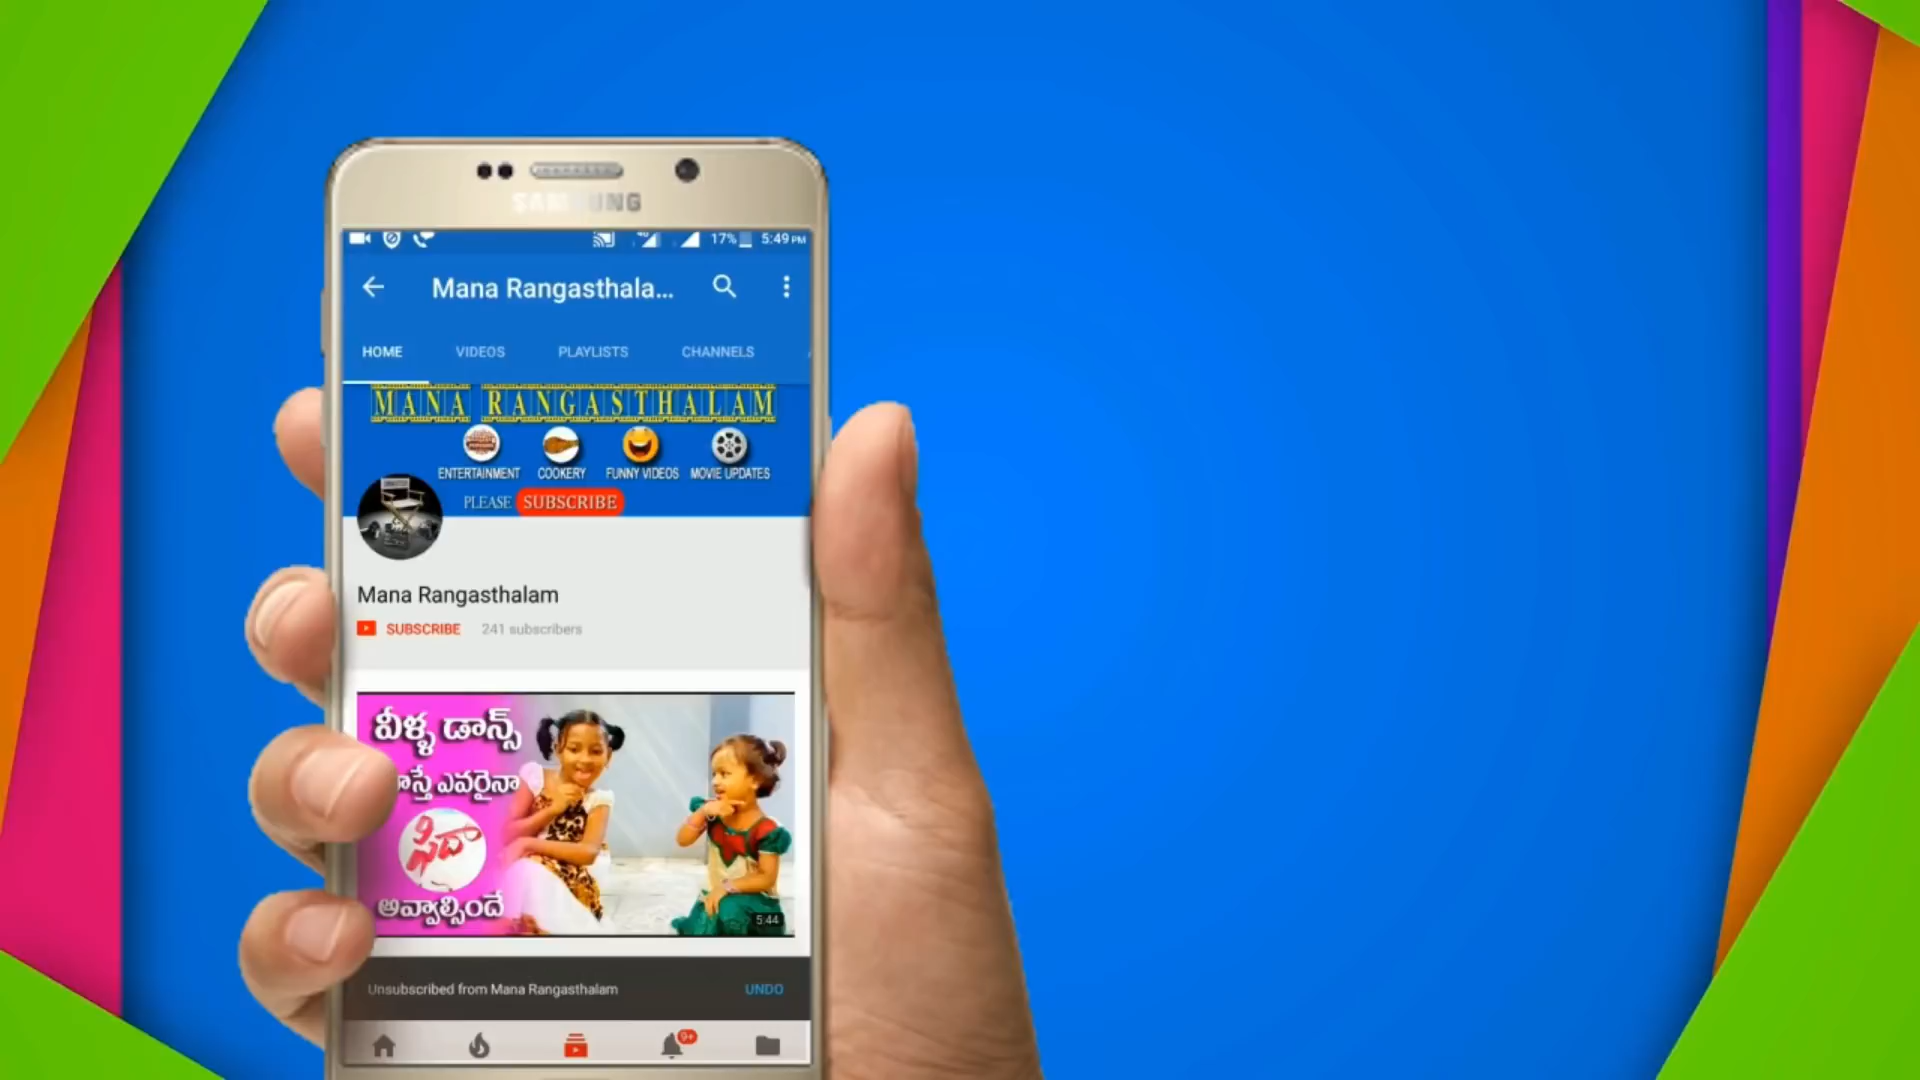 SAMSUNG
17% 5:49 PM
Mana Rangasthala...
HOME VIDEOS PLAYLISTS CHANNELS
MANA RANGASTHALAM
ENTERTAINMENT COOKERY FUNNY VIDEOS MOVIE UPDATES
PLEASE SUBSCRIBE
Mana Rangasthalam
SUBSCRIBE 241 subscribers
వీళ్ళ డాన్స్
ఎవరైనా
ఫిదా
అవ్వాల్సిందే
5:44
Unsubscribed from Mana Rangasthalam UNDO
9+